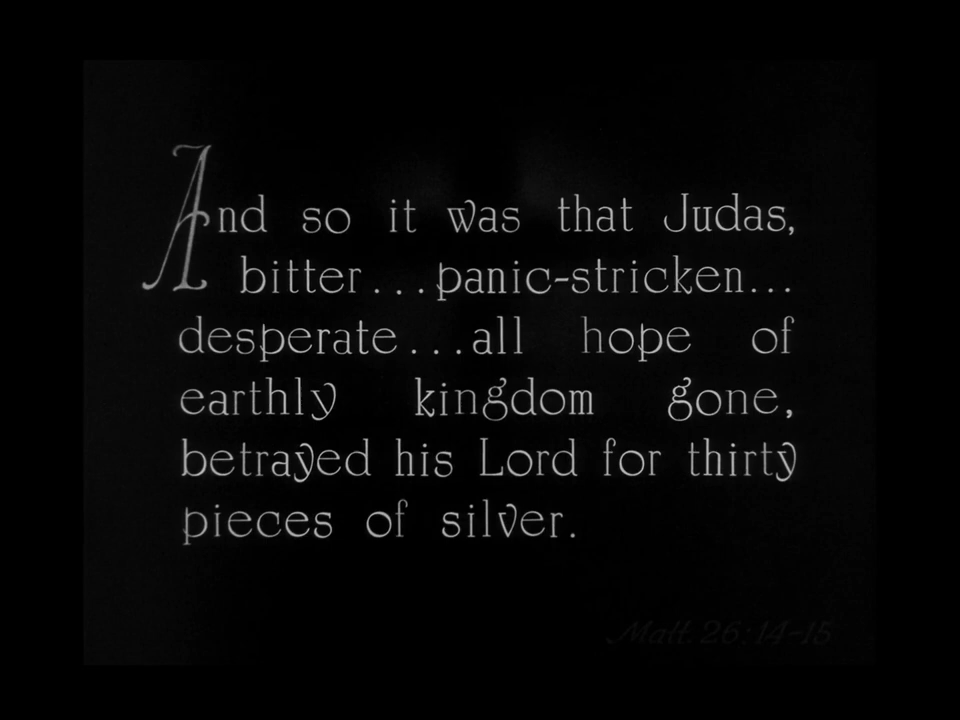 And so it was that Judas,
bitter...panic-stricken...
desperate...all hope of
earthly kingdom gone,
betrayed his Lord for thirty
pieces of silver.
Matt. 26:14-15